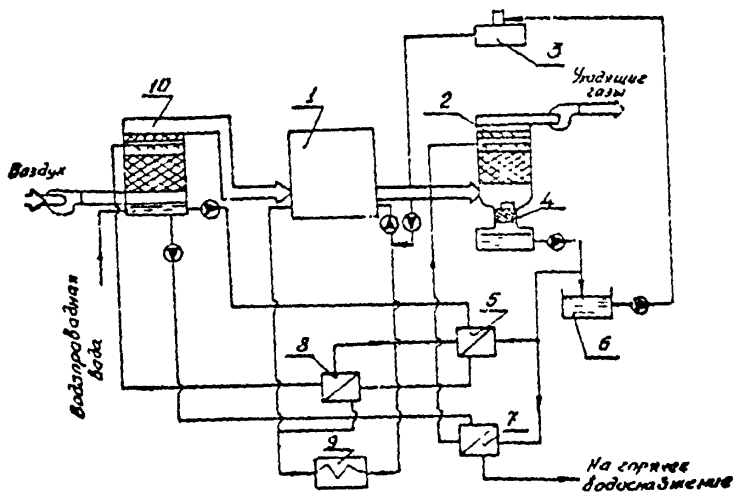 3
Уходящие
газы
10
1
2
Воздух
4
5
6
8
Водопроводная
вода
7
9
На горячее
водоснабжение